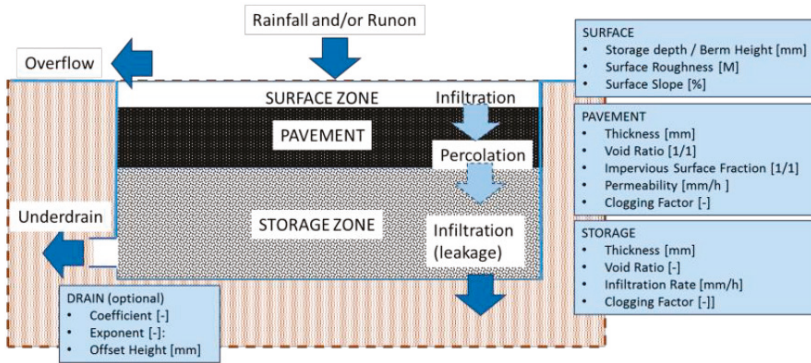 Rainfall and/or Runon
Overflow
SURFACE ZONE
Infiltration
PAVEMENT
Percolation
Underdrain
STORAGE ZONE
Infiltration
(leakage)
DRAIN (optional)
• Coefficient [-]
• Exponent [-]:
• Offset Height [mm]
SURFACE
• Storage depth / Berm Height [mm]
• Surface Roughness [M]
• Surface Slope [%]
PAVEMENT
• Thickness [mm]
• Void Ratio [1/1]
• Impervious Surface Fraction [1/1]
• Permeability [mm/h ]
• Clogging Factor [-]
STORAGE
• Thickness [mm]
• Void Ratio [-]
• Infiltration Rate [mm/h]
• Clogging Factor [-]]